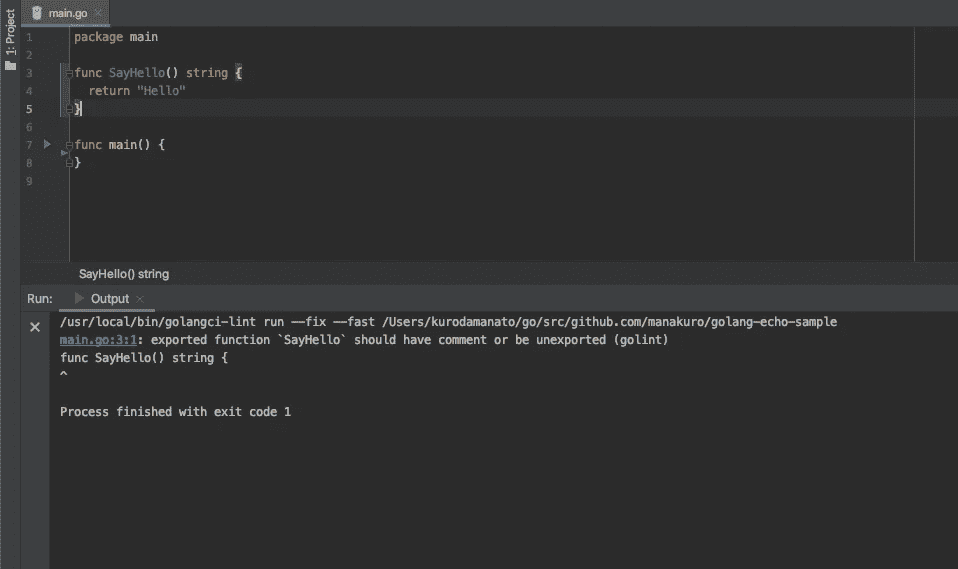 1: Project
main.go
1 package main
2
3 func SayHello() string {
4   return "Hello"
5 }
6
7 func main() {
8 }
9
SayHello() string
Run: Output
/usr/local/bin/golangci-lint run --fix --fast /Users/kurodamanato/go/src/github.com/manakuro/golang-echo-sample
main.go:3:1: exported function `SayHello` should have comment or be unexported (golint)
func SayHello() string {
^
Process finished with exit code 1